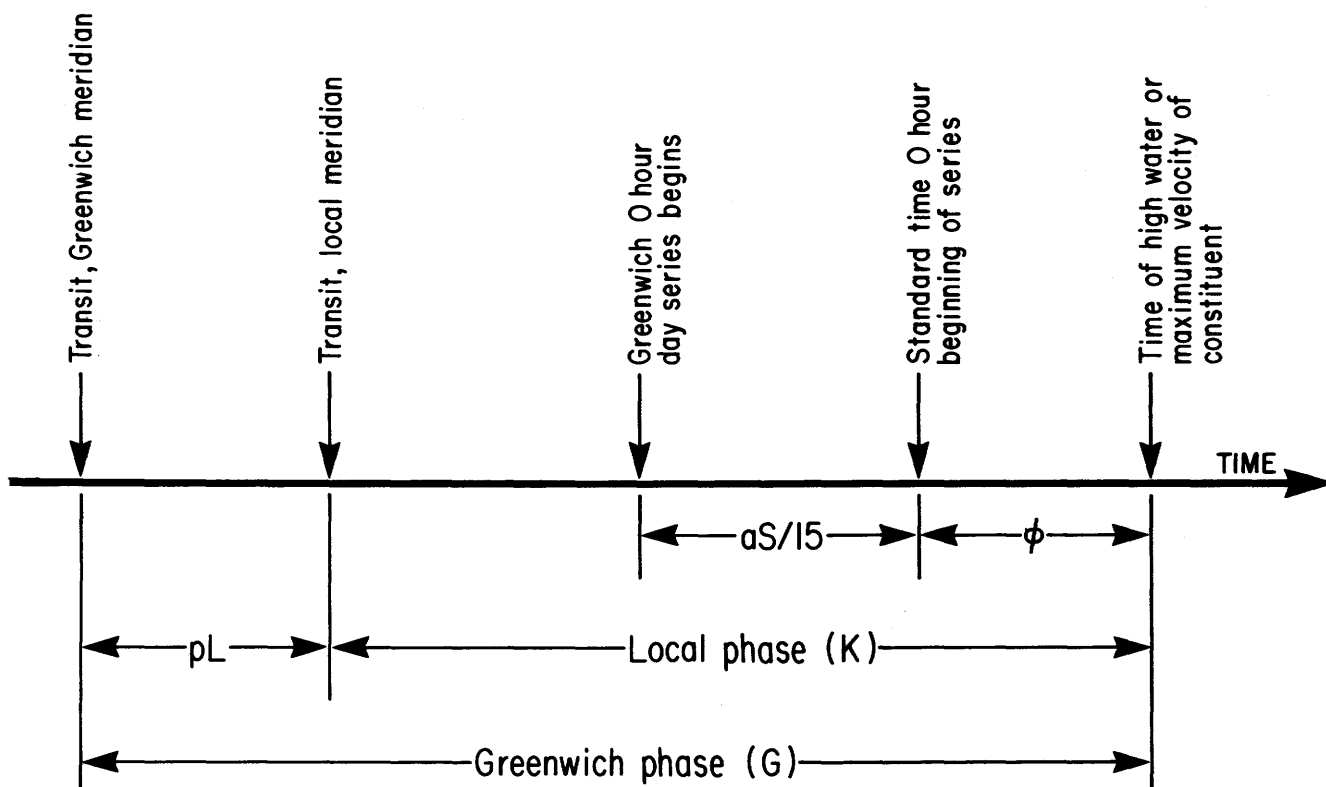 Transit, Greenwich meridian
Transit, local meridian
Greenwich 0 hour
day series begins
Standard time 0 hour
beginning of series
Time of high water or
maximum velocity of
constituent
TIME
aS/15
ϕ
pL
Local phase (K)
Greenwich phase (G)